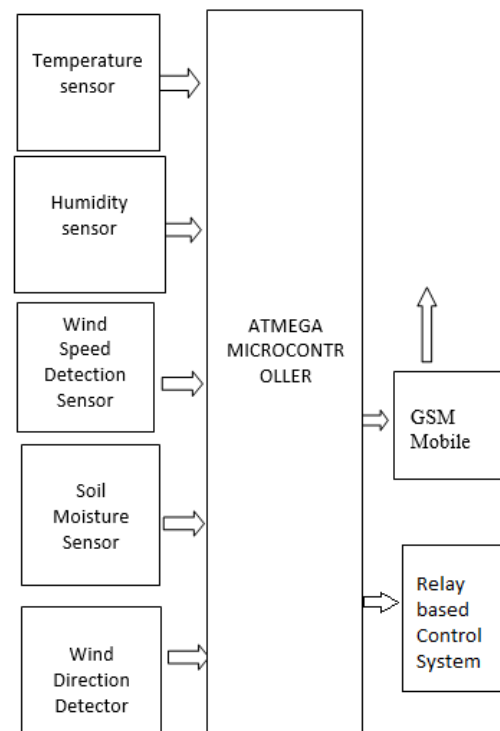 Temperature
sensor
Humidity
sensor
Wind
Speed
Detection
Sensor
Soil
Moisture
Sensor
Wind
Direction
Detector
ATMEGA
MICROCONTR
OLLER
GSM
Mobile
Relay
based
Control
System